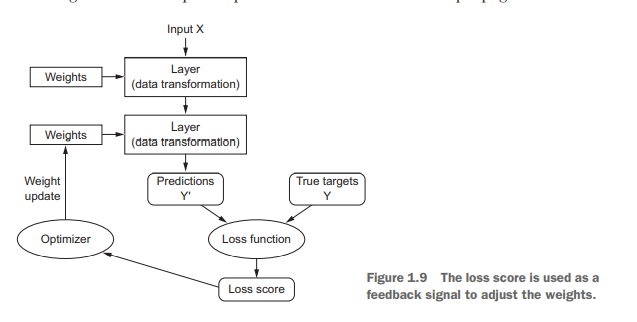 Input X
Layer
(data transformation)
Weights
Layer
(data transformation)
Weights
Weight
update
Predictions
Y'
True targets
Y
Optimizer
Loss function
Loss score
Figure 1.9 The loss score is used as a
feedback signal to adjust the weights.